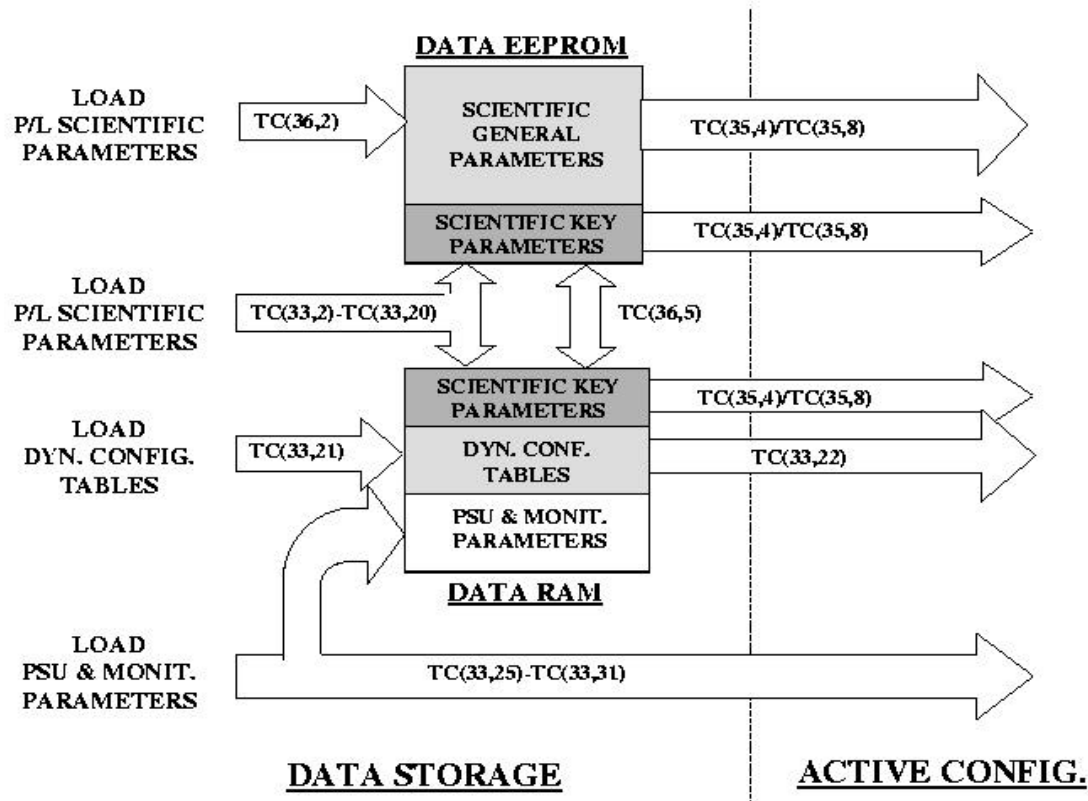 DATA EEPROM
LOAD
P/L SCIENTIFIC
PARAMETERS
TC(36,2)
SCIENTIFIC
GENERAL
PARAMETERS
TC(35,4)/TC(35,8)
SCIENTIFIC KEY
PARAMETERS
TC(35,4)/TC(35,8)
LOAD
P/L SCIENTIFIC
PARAMETERS
TC(33,2)-TC(33,20)
TC(36,5)
SCIENTIFIC KEY
PARAMETERS
TC(35,4)/TC(35,8)
LOAD
DYN. CONFIG.
TABLES
TC(33,21)
DYN. CONF.
TABLES
TC(33,22)
PSU & MONIT.
PARAMETERS
DATA RAM
LOAD
PSU & MONIT.
PARAMETERS
TC(33,25)-TC(33,31)
DATA STORAGE
ACTIVE CONFIG.